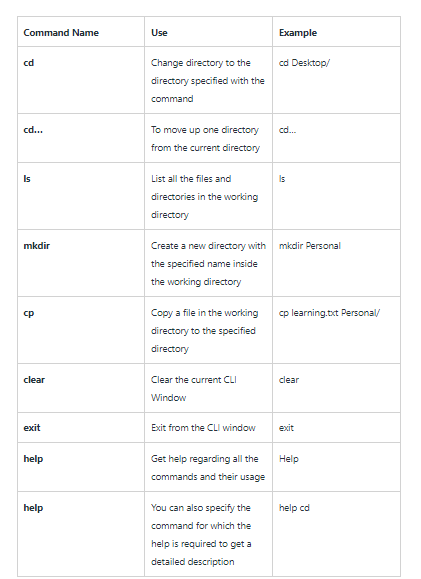 Command Name Use Example
cd Change directory to the cd Desktop/
directory specified with the
command
cd... To move up one directory cd...
from the current directory
ls List all the files and ls
directories in the working
directory
mkdir Create a new directory with mkdir Personal
the specified name inside
the working directory
cp Copy a file in the working cp learning.txt Personal/
directory to the specified
directory
clear Clear the current CLI clear
Window
exit Exit from the CLI window exit
help Get help regarding all the Help
commands and their usage
help You can also specify the help cd
command for which the
help is required to get a
detailed description